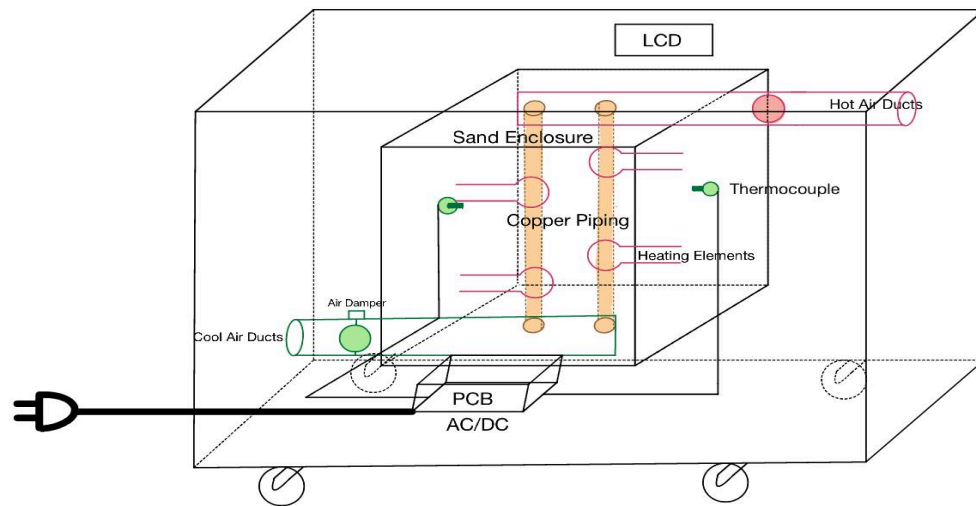 LCD
Hot Air Ducts
Sand Enclosure
Thermocouple
Copper Piping
Heating Elements
Air Damper
Cool Air Ducts
PCB
AC/DC